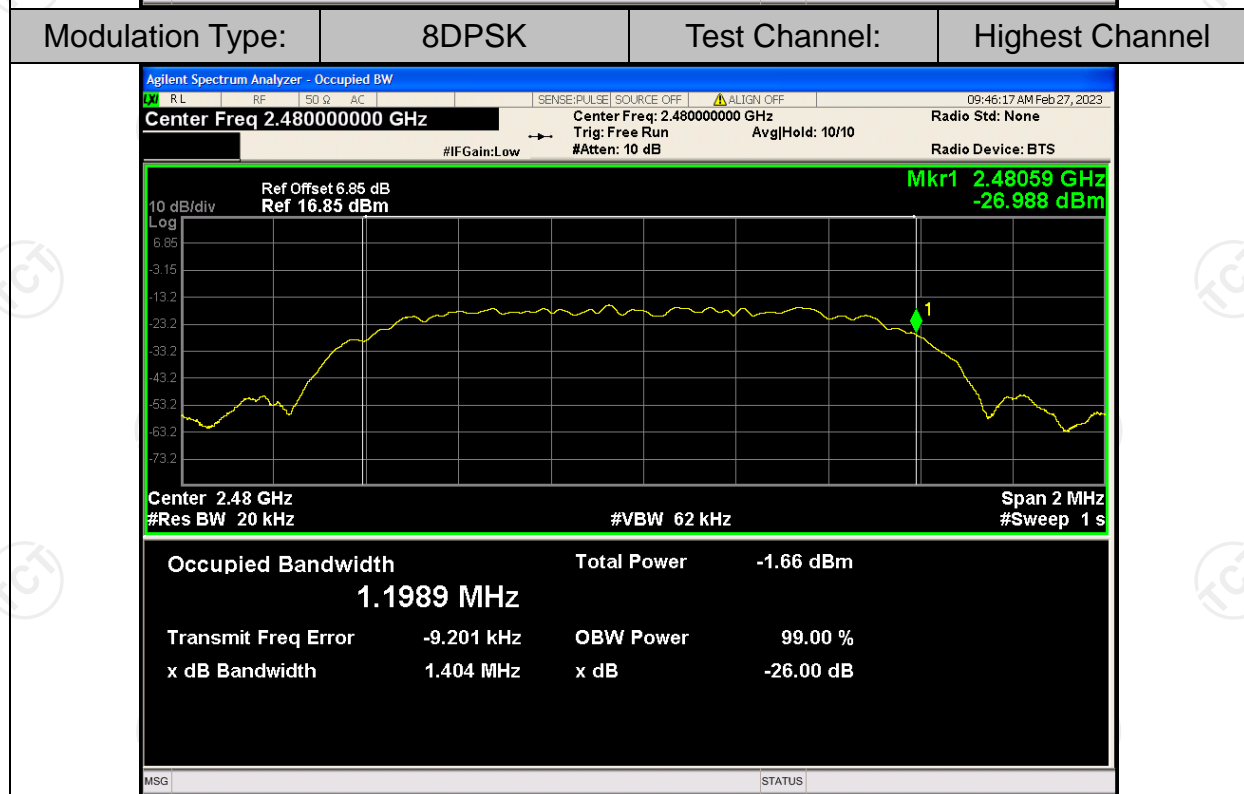 Modulation Type: 8DPSK Test Channel: Highest Channel
Agilent Spectrum Analyzer - Occupied BW
LXI RL RF 50 Ω AC SENSE:PULSE SOURCE OFF ALIGN OFF 09:46:17 AM Feb 27, 2023
Center Freq 2.480000000 GHz Center Freq: 2.480000000 GHz Radio Std: None
Trig: Free Run Avg|Hold: 10/10
#IFGain:Low #Atten: 10 dB Radio Device: BTS
Mkr1 2.48059 GHz
Ref Offset 6.85 dB
-26.988 dBm
10 dB/div Ref 16.85 dBm
Log
6.85
-3.15
-13.2
1
-23.2
-33.2
-43.2
-53.2
-63.2
-73.2
Center 2.48 GHz Span 2 MHz
#Res BW 20 kHz #VBW 62 kHz #Sweep 1 s
Occupied Bandwidth Total Power -1.66 dBm
1.1989 MHz
Transmit Freq Error -9.201 kHz OBW Power 99.00 %
x dB Bandwidth 1.404 MHz x dB -26.00 dB
MSG STATUS
TCT
TCT
TCT
TCT